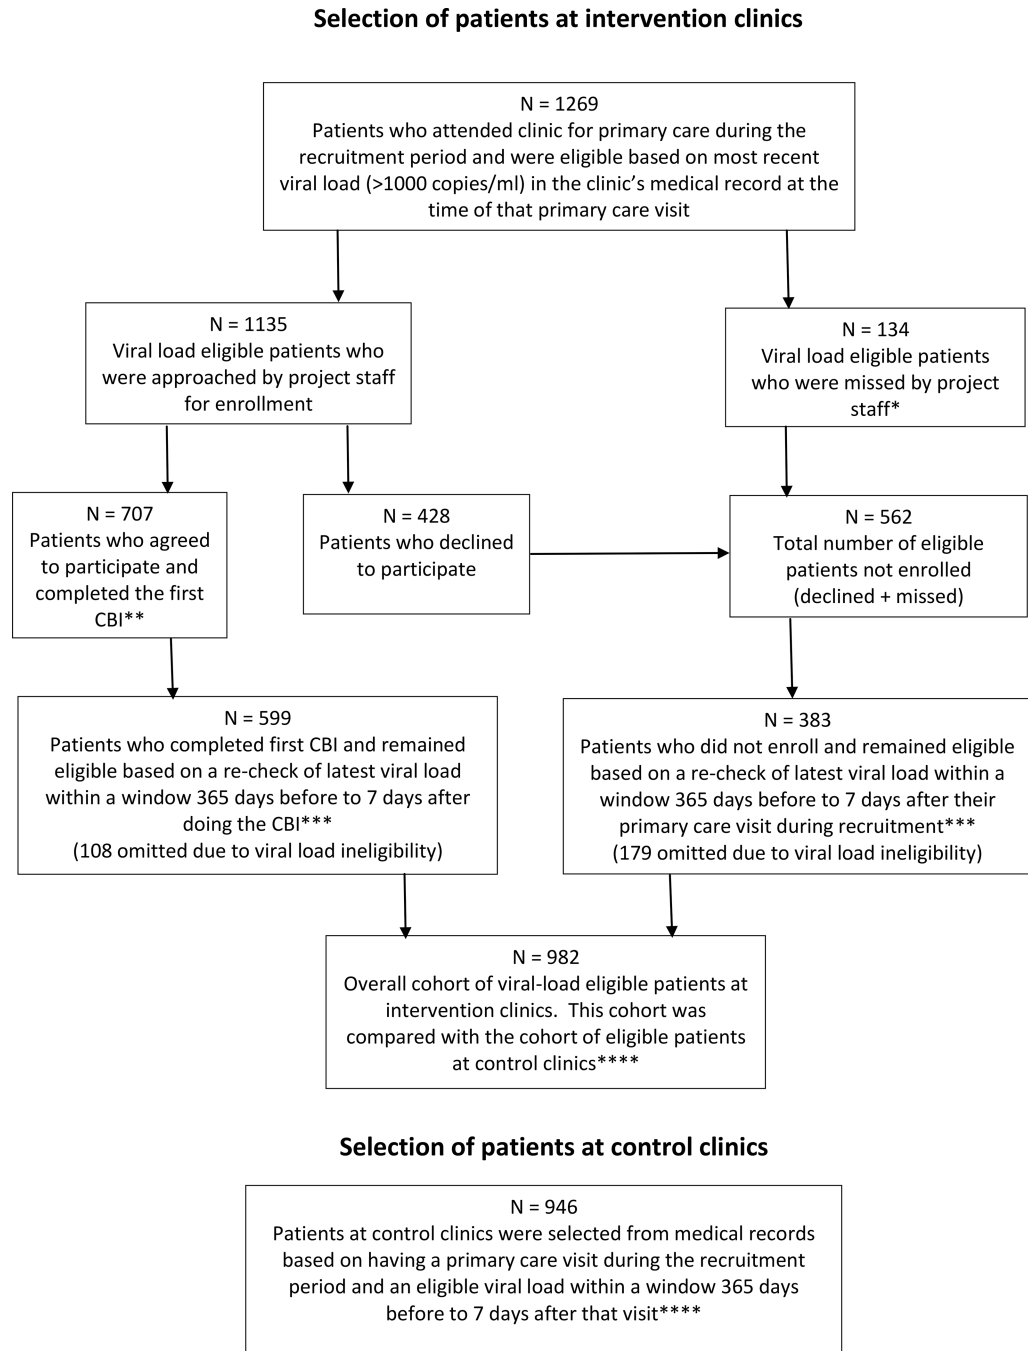 Selection of patients at intervention clinics
N = 1269
Patients who attended clinic for primary care during the
recruitment period and were eligible based on most recent
viral load (>1000 copies/ml) in the clinic's medical record at the
time of that primary care visit
N = 1135
Viral load eligible patients who
were approached by project staff
for enrollment
N = 134
Viral load eligible patients
who were missed by project
staff*
N = 707
Patients who agreed
to participate and
completed the first
CBI**
N = 428
Patients who declined
to participate
N = 562
Total number of eligible
patients not enrolled
(declined + missed)
N = 599
Patients who completed first CBI and remained
eligible based on a re-check of latest viral load
within a window 365 days before to 7 days after
doing the CBI***
(108 omitted due to viral load ineligibility)
N = 383
Patients who did not enroll and remained eligible
based on a re-check of latest viral load within a
window 365 days before to 7 days after their
primary care visit during recruitment***
(179 omitted due to viral load ineligibility)
N = 982
Overall cohort of viral-load eligible patients at
intervention clinics.  This cohort was
compared with the cohort of eligible patients
at control clinics****
Selection of patients at control clinics
N = 946
Patients at control clinics were selected from medical records
based on having a primary care visit during the recruitment
period and an eligible viral load within a window 365 days
before to 7 days after that visit****